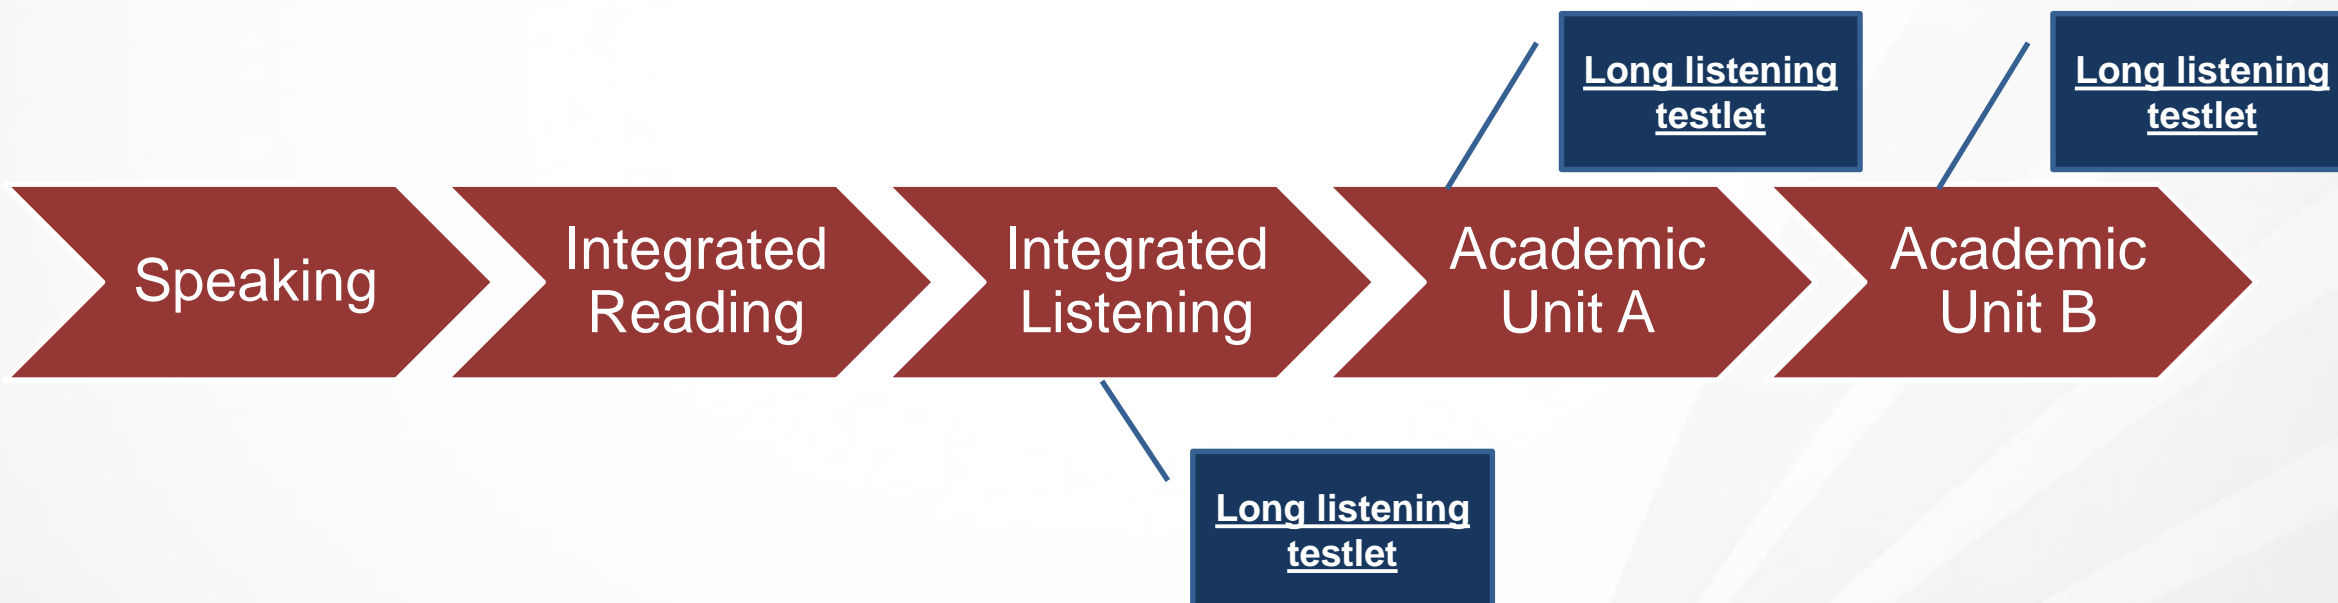 Long listening
testlet
Long listening
testlet
Speaking
Integrated
Reading
Integrated
Listening
Academic
Unit A
Academic
Unit B
Long listening
testlet